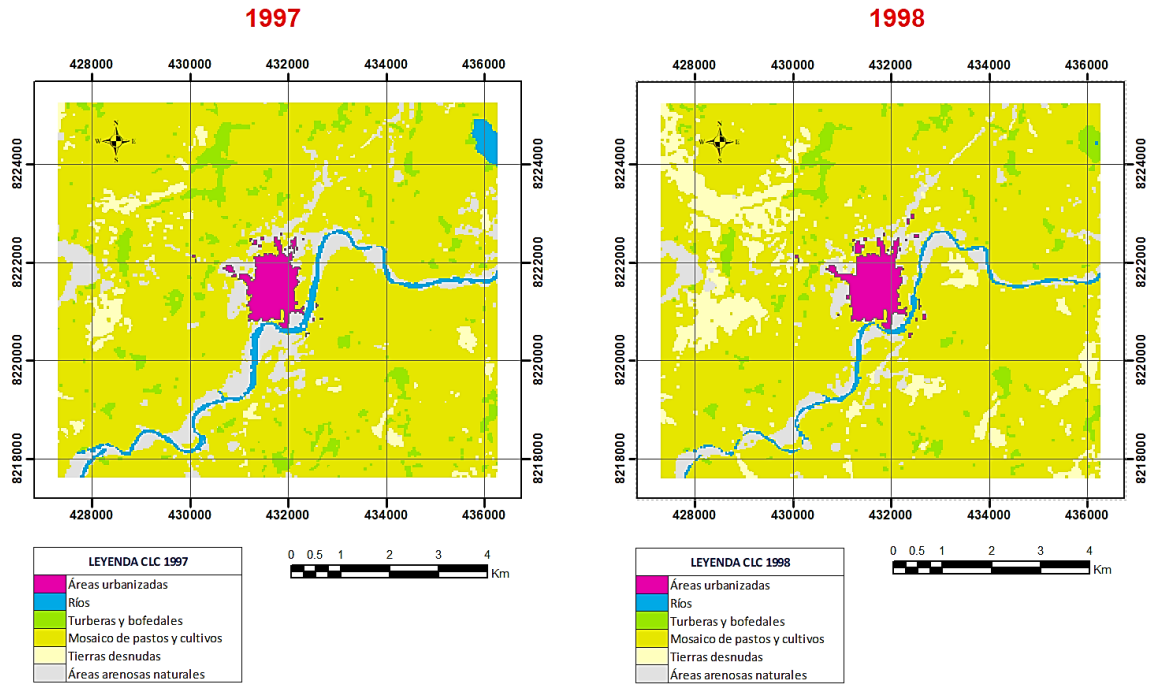 1997
428000 430000 432000 434000 436000
8224000 8224000
8222000 8222000
8220000 8220000
8218000 8218000
N
W E
S
428000 430000 432000 434000 436000
LEYENDA CLC 1997
Áreas urbanizadas
Ríos
Turberas y bofedales
Mosaico de pastos y cultivos
Tierras desnudas
Áreas arenosas naturales
0 0.5 1 2 3 4
Km
1998
428000 430000 432000 434000 436000
8224000 8224000
8222000 8222000
8220000 8220000
8218000 8218000
N
W E
S
428000 430000 432000 434000 436000
LEYENDA CLC 1998
Áreas urbanizadas
Ríos
Turberas y bofedales
Mosaico de pastos y cultivos
Tierras desnudas
Áreas arenosas naturales
0 0.5 1 2 3 4
Km